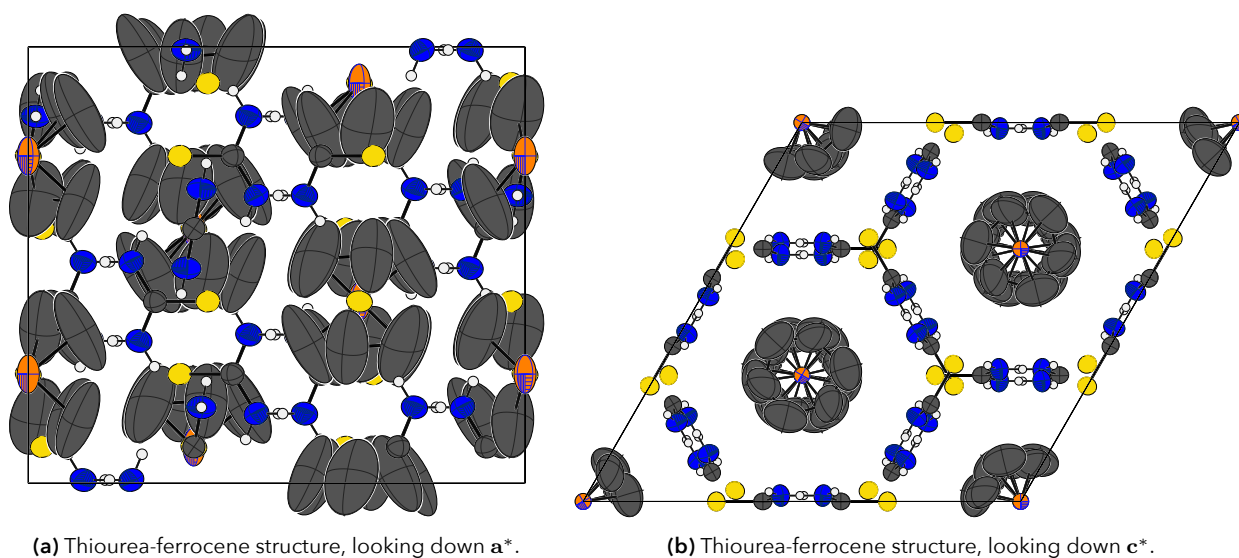 (a) Thiourea-ferrocene structure, looking down a*.
(b) Thiourea-ferrocene structure, looking down c*.